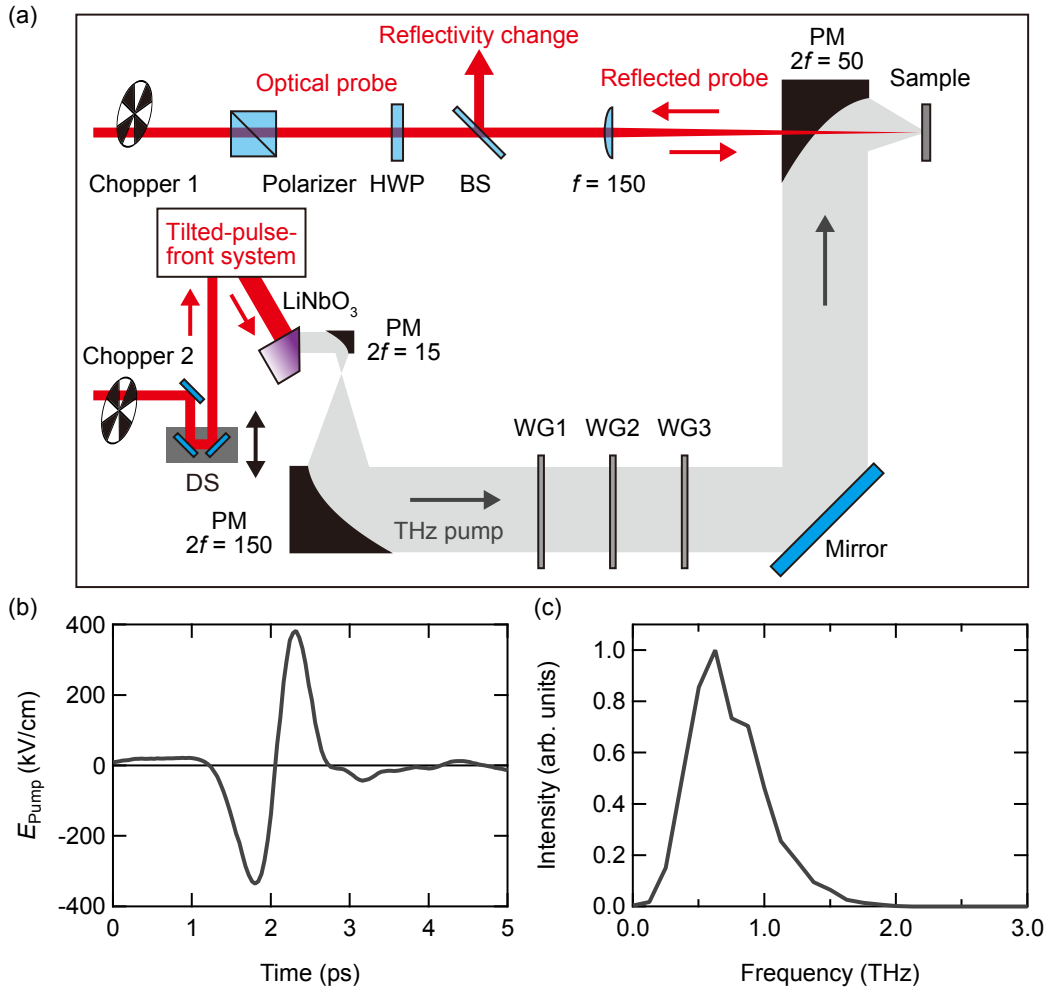 (a)
Reflectivity change
PM
2f = 50
Optical probe
Reflected probe
Sample
Chopper 1
Polarizer
HWP
BS
f = 150
Tilted-pulse-
front system
LiNbO₃
PM
2f = 15
Chopper 2
WG1
WG2
WG3
DS
PM
2f = 150
THz pump
Mirror
(b)
400
200
0
-200
-400
E_Pump (kV/cm)
0
1
2
3
4
5
Time (ps)
(c)
1.0
0.8
0.6
0.4
0.2
0.0
Intensity (arb. units)
0.0
1.0
2.0
3.0
Frequency (THz)